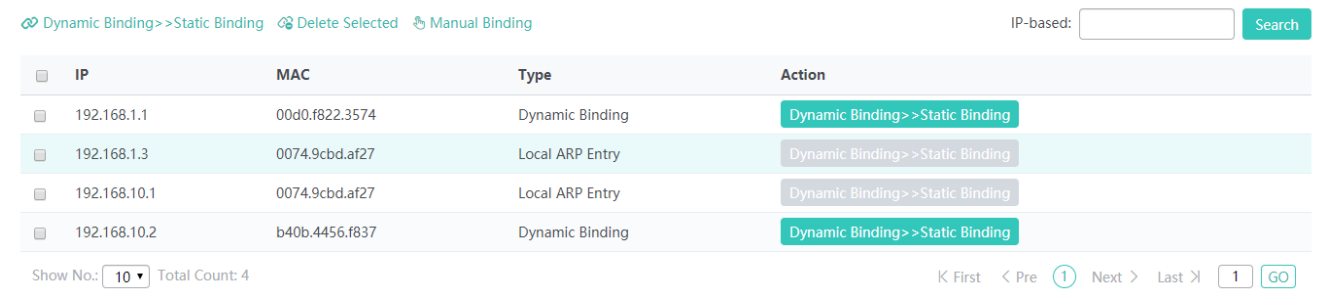 Dynamic Binding>>Static Binding Delete Selected Manual Binding IP-based: Search
IP MAC Type Action
192.168.1.1 00d0.f822.3574 Dynamic Binding Dynamic Binding>>Static Binding
192.168.1.3 0074.9cbd.af27 Local ARP Entry Dynamic Binding>>Static Binding
192.168.10.1 0074.9cbd.af27 Local ARP Entry Dynamic Binding>>Static Binding
192.168.10.2 b40b.4456.f837 Dynamic Binding Dynamic Binding>>Static Binding
Show No.: 10 Total Count: 4 First Pre 1 Next Last 1 GO